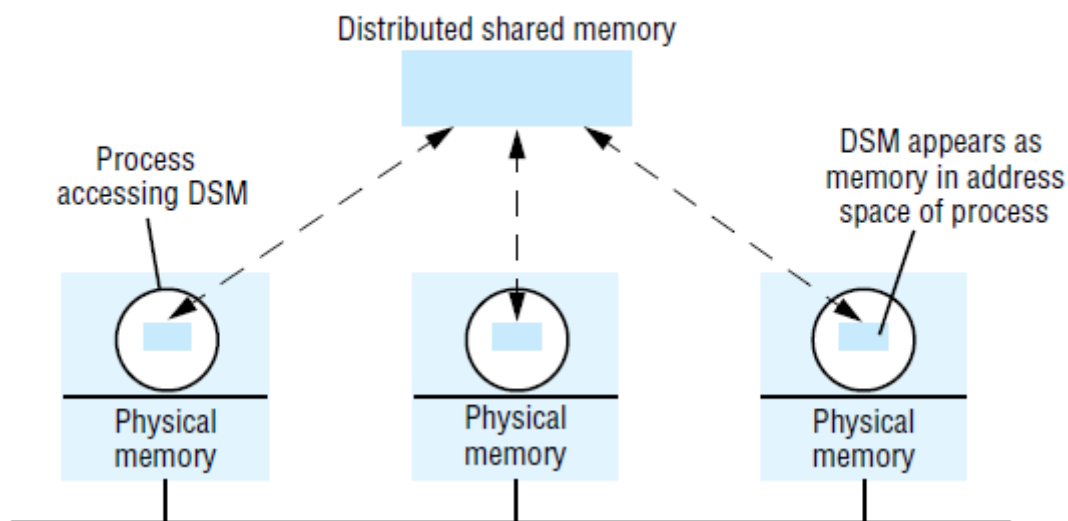 Distributed shared memory
Process
accessing DSM
DSM appears as
memory in address
space of process
Physical
memory
Physical
memory
Physical
memory